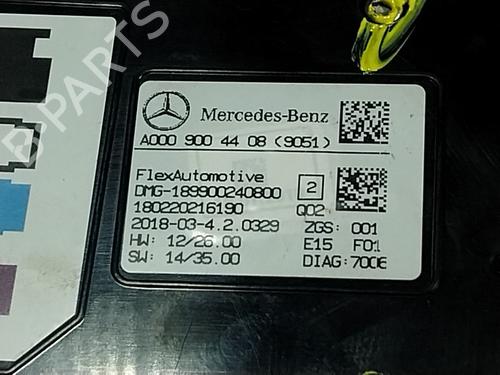 B-PARTS
Mercedes-Benz
A000 900 44 08 (9051)
FlexAutomotive
DMG-189900240800
2
180220216190
Q02
2018-03-4.2.0329
ZGS: 001
HW: 12/26.00
E15 F01
SW: 14/35.00
DIAG:7006